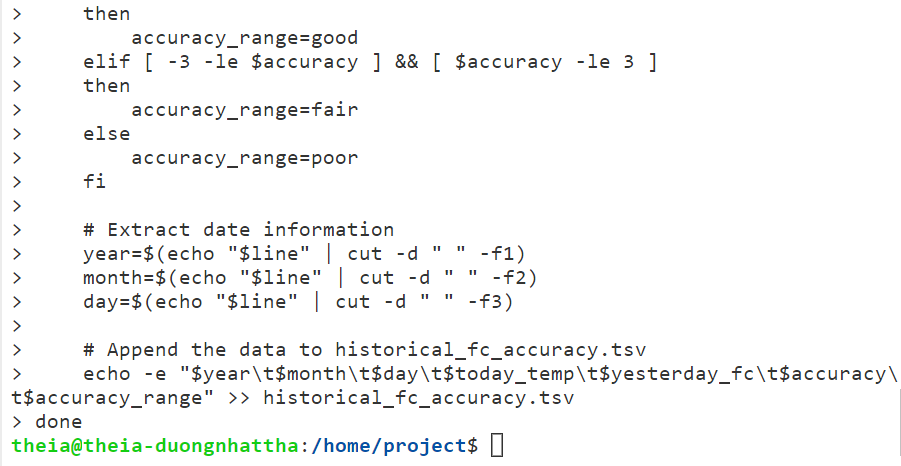 >     then
>         accuracy_range=good
>     elif [ -3 -le $accuracy ] && [ $accuracy -le 3 ]
>     then
>         accuracy_range=fair
>     else
>         accuracy_range=poor
>     fi
>
>     # Extract date information
>     year=$(echo "$line" | cut -d " " -f1)
>     month=$(echo "$line" | cut -d " " -f2)
>     day=$(echo "$line" | cut -d " " -f3)
>
>     # Append the data to historical_fc_accuracy.tsv
>     echo -e "$year\t$month\t$day\t$today_temp\t$yesterday_fc\t$accuracy\
t$accuracy_range" >> historical_fc_accuracy.tsv
> done
theia@theia-duongnhattha:/home/project$